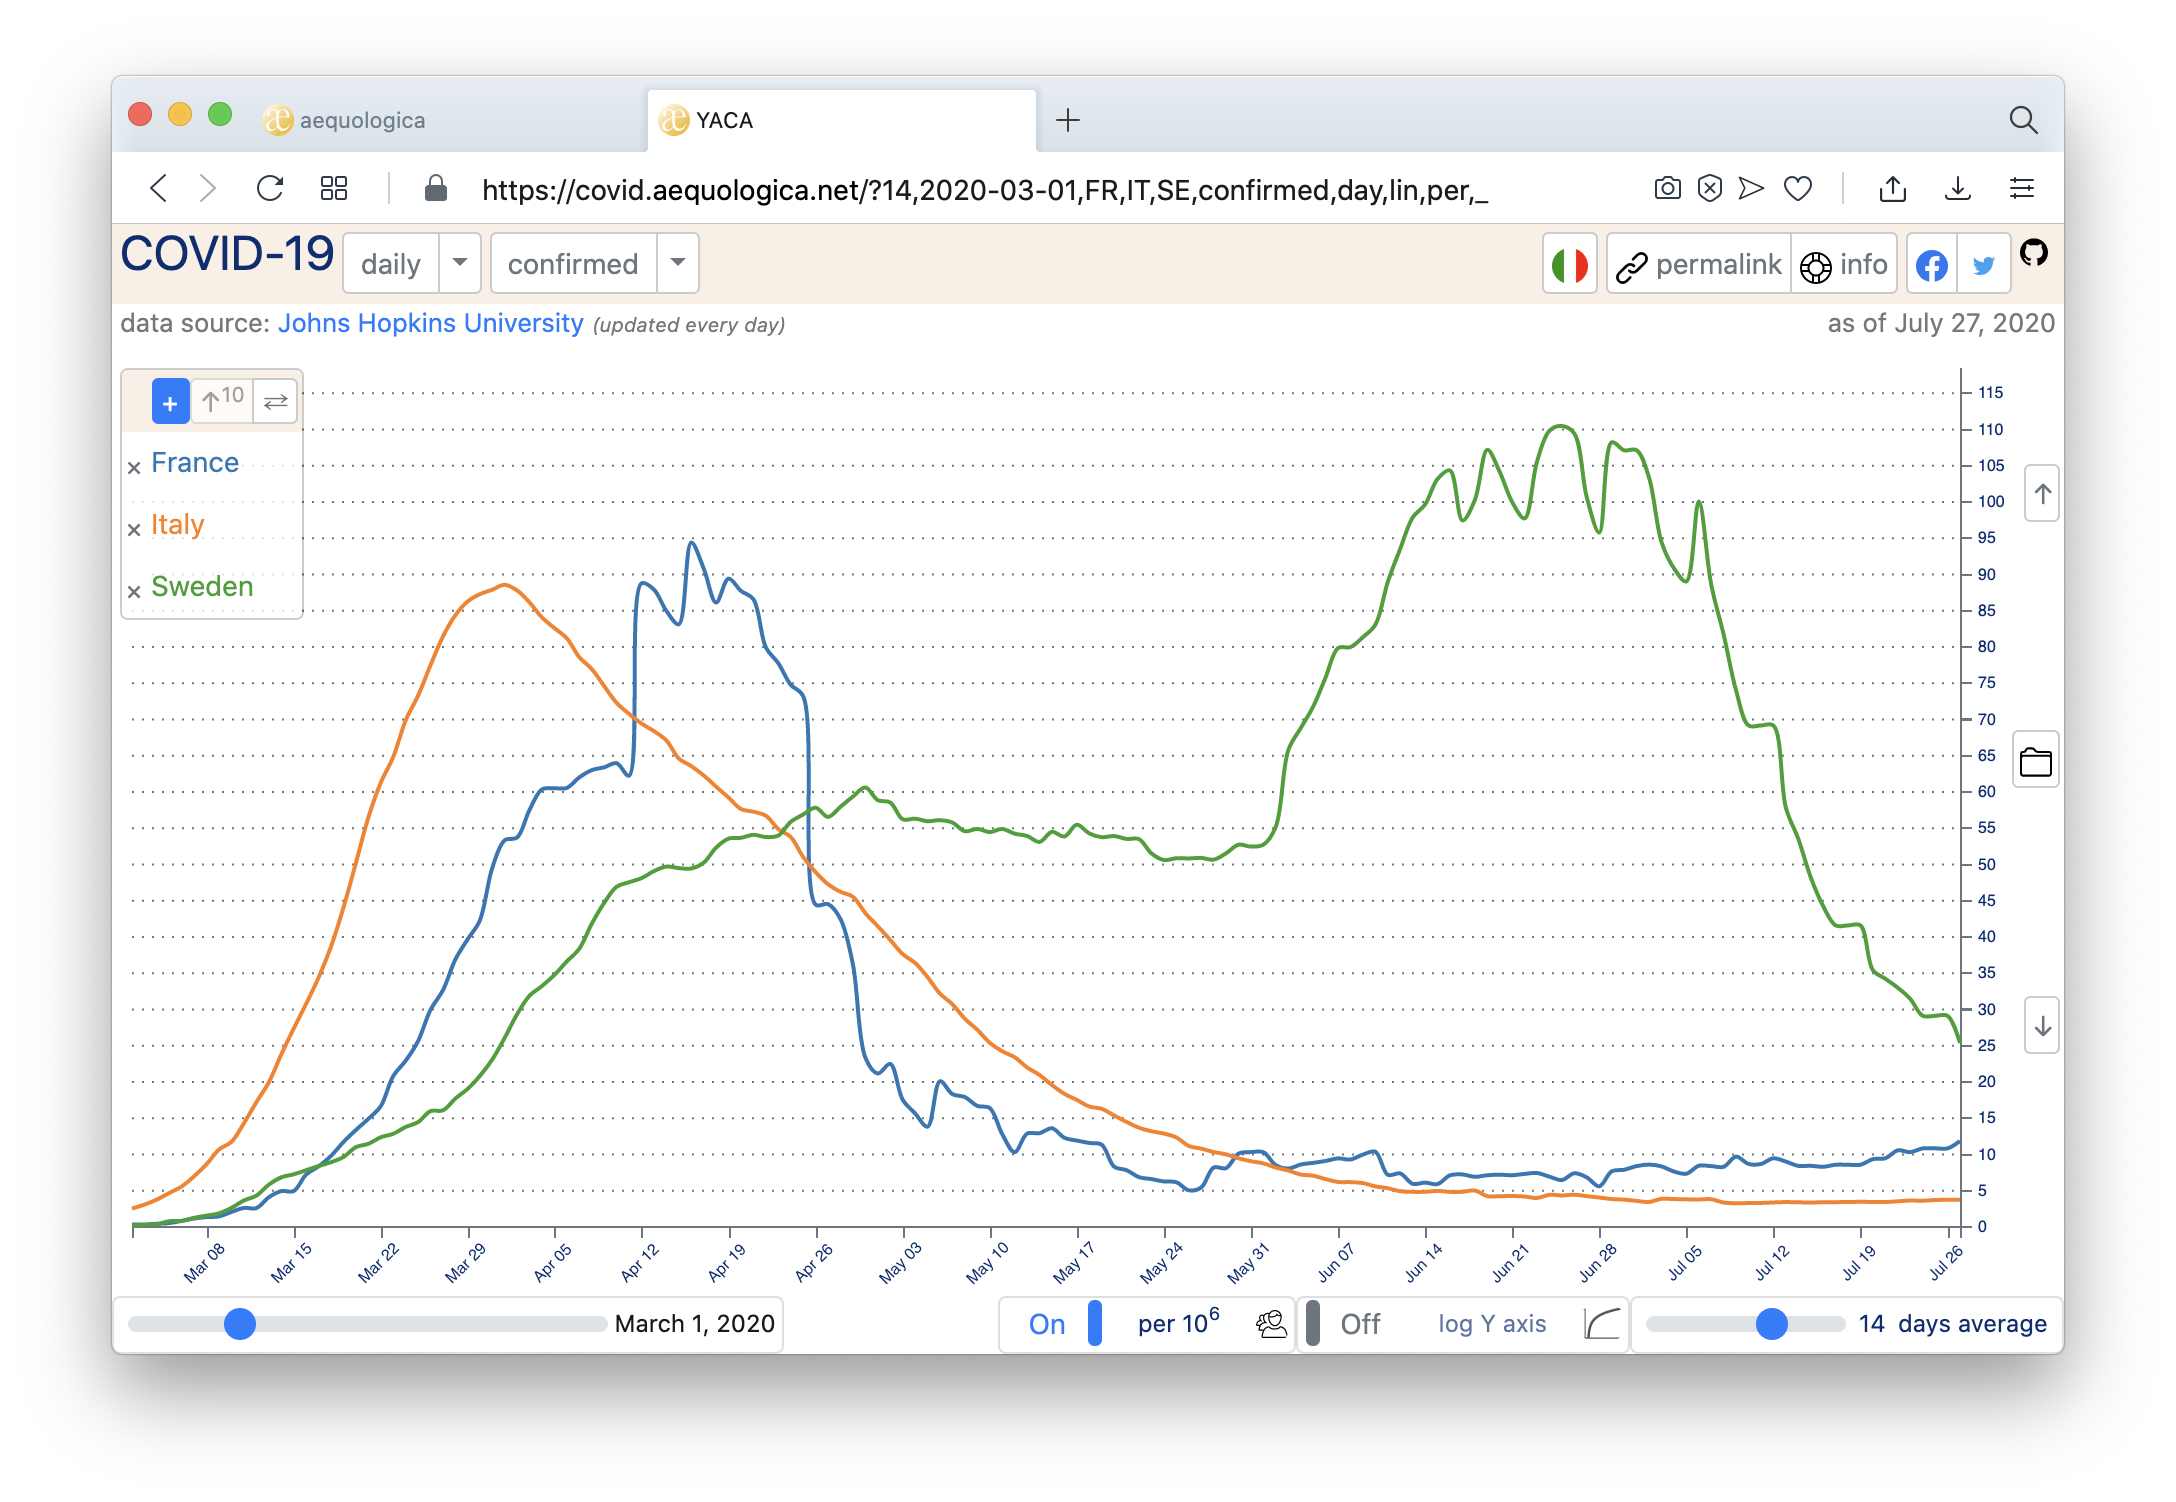 aequologica
YACA
https://covid.aequologica.net/?14,2020-03-01,FR,IT,SE,confirmed,day,lin,per,_
COVID-19 daily confirmed permalink info
data source: Johns Hopkins University (updated every day) as of July 27, 2020
+ ↑10 ⇄
× France
× Italy
× Sweden
115
110
105
100
95
90
85
80
75
70
65
60
55
50
45
40
35
30
25
20
15
10
5
0
Mar 08 Mar 15 Mar 22 Mar 29 Apr 05 Apr 12 Apr 19 Apr 26 May 03 May 10 May 17 May 24 May 31 Jun 07 Jun 14 Jun 21 Jun 28 Jul 05 Jul 12 Jul 19 Jul 26
March 1, 2020 On per 10⁶ Off log Y axis 14 days average